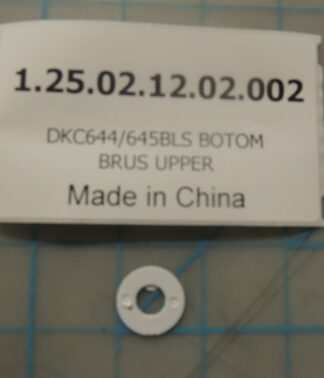 1.25.02.12.02.002
DKC644/645BLS BOTOM
BRUS UPPER
Made in China